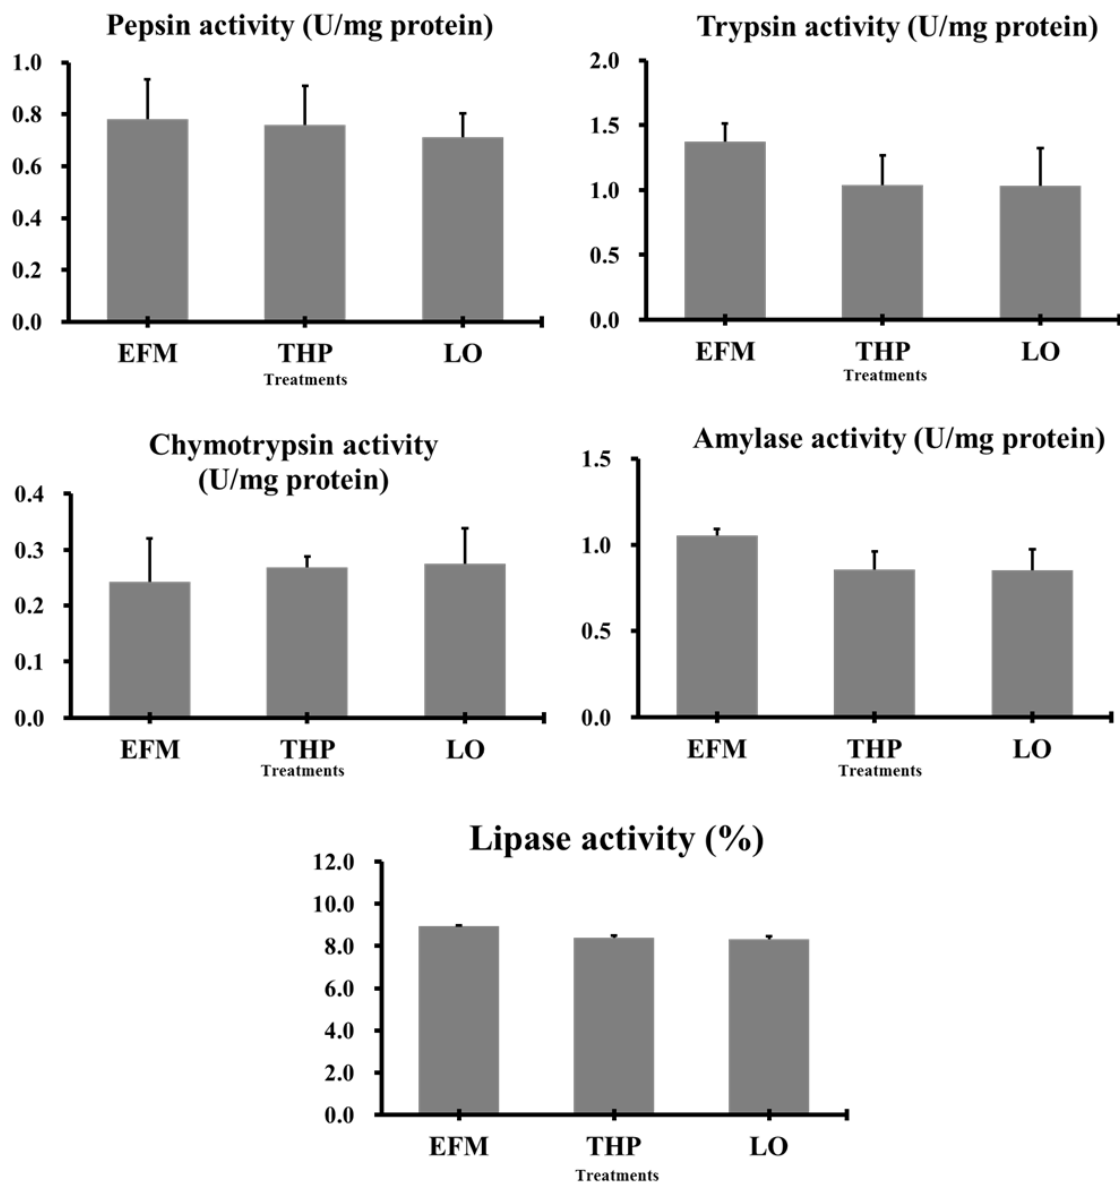 Pepsin activity (U/mg protein)
1.0
0.8
0.6
0.4
0.2
0.0
EFM THP LO
Treatments
Trypsin activity (U/mg protein)
2.0
1.5
1.0
0.5
0.0
EFM THP LO
Treatments
Chymotrypsin activity
(U/mg protein)
0.4
0.3
0.2
0.1
0.0
EFM THP LO
Treatments
Amylase activity (U/mg protein)
1.5
1.0
0.5
0.0
EFM THP LO
Treatments
Lipase activity (%)
12.0
10.0
8.0
6.0
4.0
2.0
0.0
EFM THP LO
Treatments